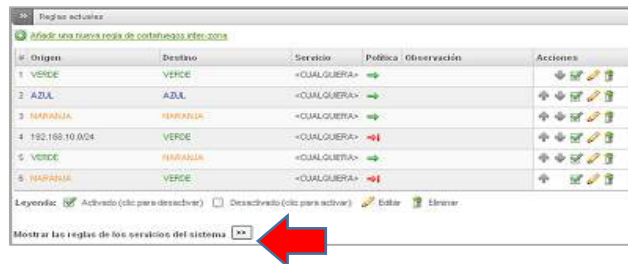 >> Reglas actuales
Añadir una nueva regla de cortafuegos inter-zona
# Origen Destino Servicio Política Observación Acciones
1 VERDE VERDE <CUALQUIERA>
2 AZUL AZUL <CUALQUIERA>
3 NARANJA NARANJA <CUALQUIERA>
4 192.168.10.0/24 VERDE <CUALQUIERA>
5 VERDE NARANJA <CUALQUIERA>
6 NARANJA VERDE <CUALQUIERA>
Leyenda: Activado (clic para desactivar) Desactivado (clic para activar) Editar Eliminar
Mostrar las reglas de los servicios del sistema >>